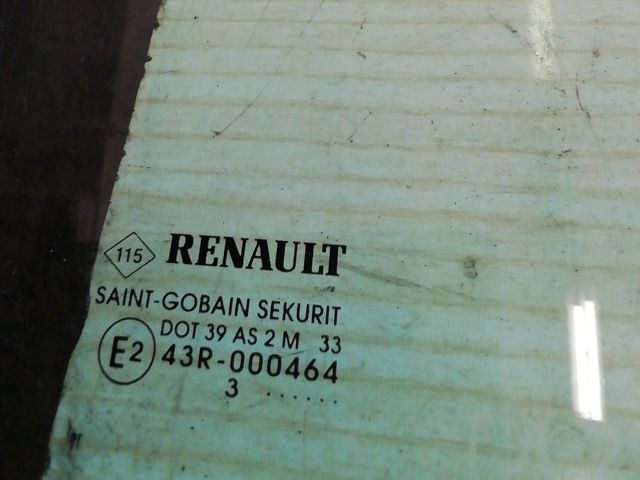 115 RENAULT
SAINT-GOBAIN SEKURIT
DOT 39 AS 2 M 33
E2 43R-000464
3 ......